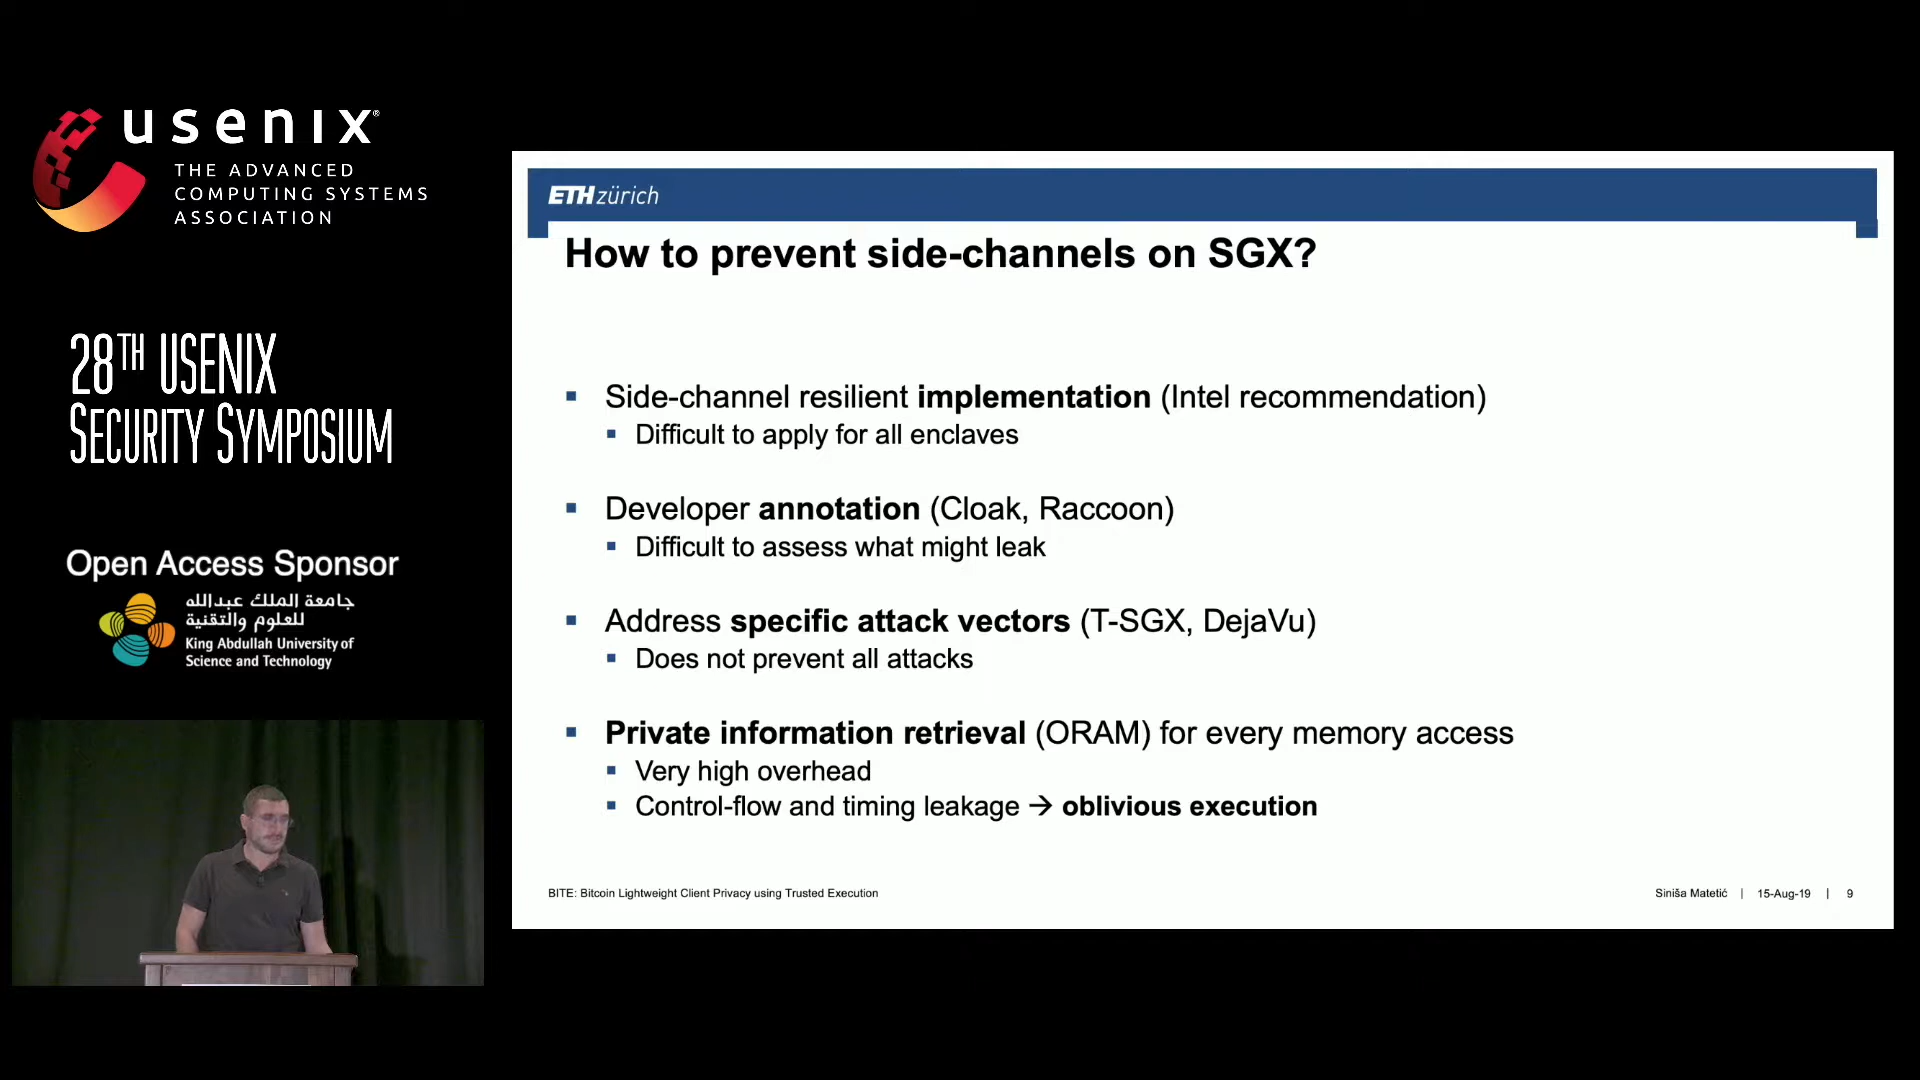 usenix®
THE ADVANCED
COMPUTING SYSTEMS
ASSOCIATION
28TH USENIX
SECURITY SYMPOSIUM
Open Access Sponsor
جامعة الملك عبدالله
للعلوم والتقنية
King Abdullah University of
Science and Technology
ETH zürich
How to prevent side-channels on SGX?
▪ Side-channel resilient implementation (Intel recommendation)
▪ Difficult to apply for all enclaves
▪ Developer annotation (Cloak, Raccoon)
▪ Difficult to assess what might leak
▪ Address specific attack vectors (T-SGX, DejaVu)
▪ Does not prevent all attacks
▪ Private information retrieval (ORAM) for every memory access
▪ Very high overhead
▪ Control-flow and timing leakage → oblivious execution
BITE: Bitcoin Lightweight Client Privacy using Trusted Execution
Siniša Matetić | 15-Aug-19 | 9